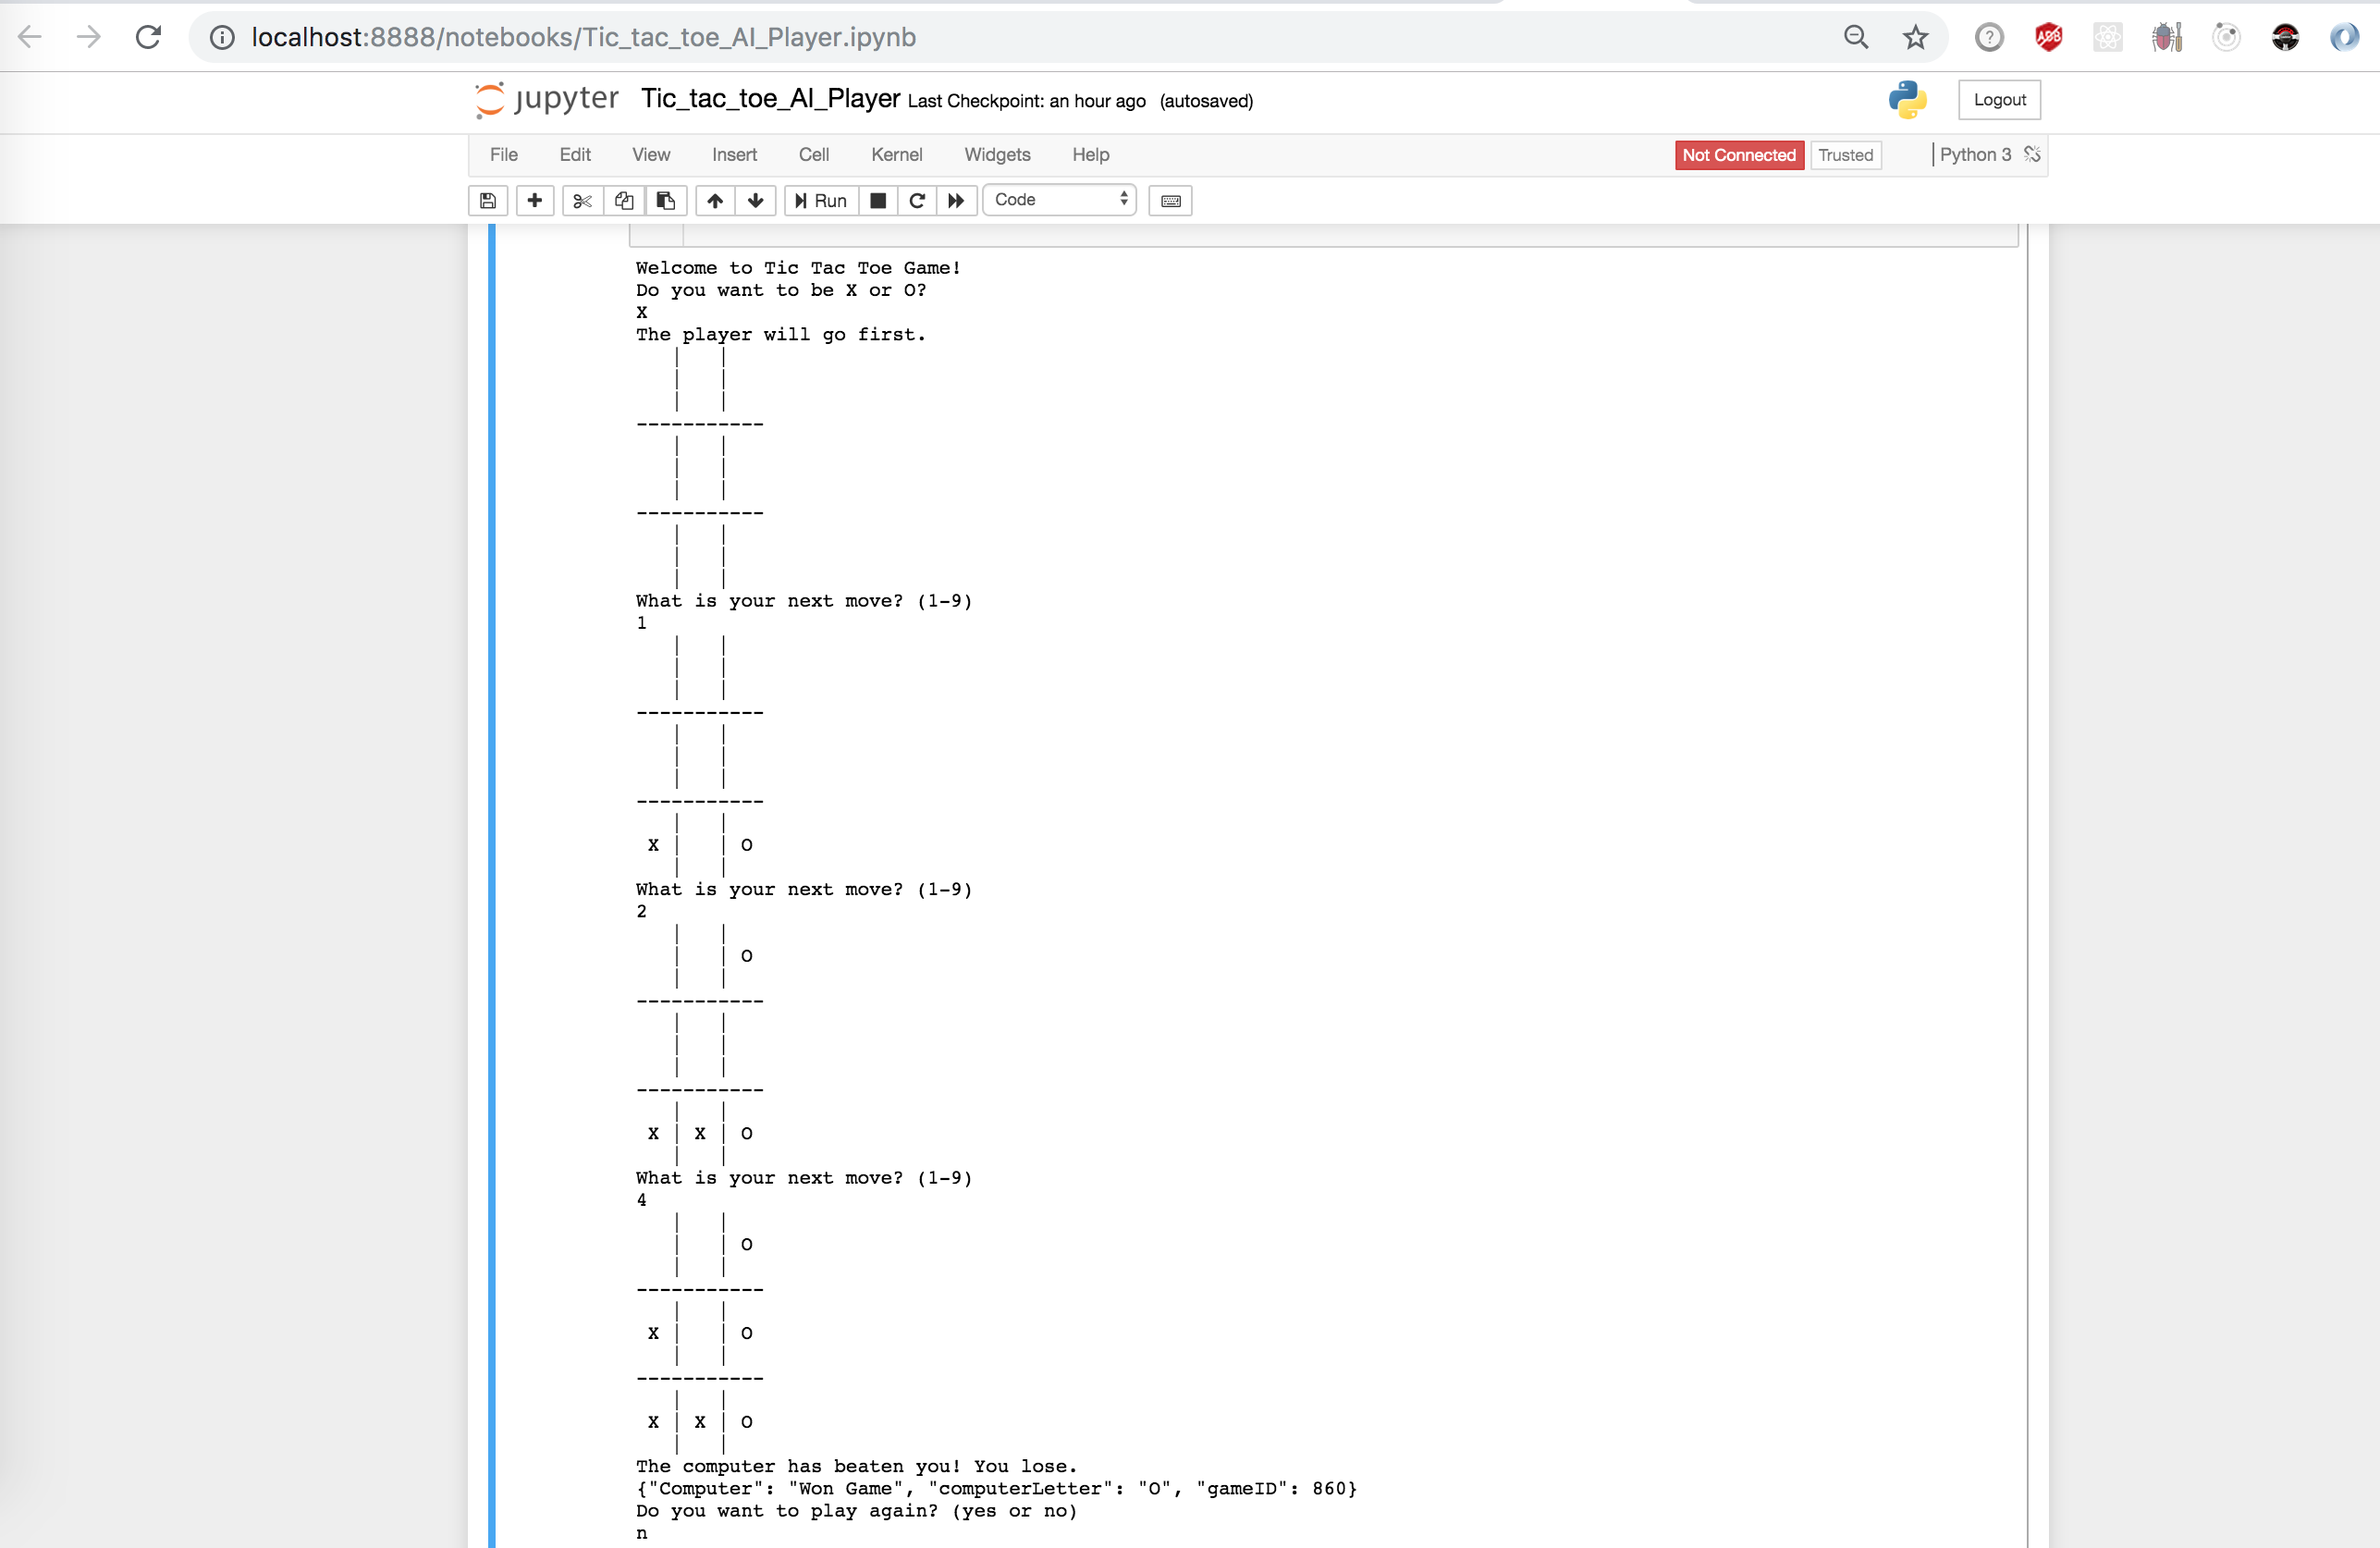 localhost:8888/notebooks/Tic_tac_toe_AI_Player.ipynb
ABP
jupyter Tic_tac_toe_AI_Player Last Checkpoint: an hour ago (autosaved)
Logout
File Edit View Insert Cell Kernel Widgets Help Not Connected Trusted | Python 3
Run Code
Welcome to Tic Tac Toe Game!
Do you want to be X or O?
X
The player will go first.
   |   |
   |   |
   |   |
-----------
   |   |
   |   |
   |   |
-----------
   |   |
   |   |
   |   |
What is your next move? (1-9)
1
   |   |
   |   |
   |   |
-----------
   |   |
   |   |
   |   |
-----------
   |   |
 X |   | O
   |   |
What is your next move? (1-9)
2
   |   |
   |   | O
   |   |
-----------
   |   |
   |   |
   |   |
-----------
   |   |
 X | X | O
   |   |
What is your next move? (1-9)
4
   |   |
   |   | O
   |   |
-----------
   |   |
 X |   | O
   |   |
-----------
   |   |
 X | X | O
   |   |
The computer has beaten you! You lose.
{"Computer": "Won Game", "computerLetter": "O", "gameID": 860}
Do you want to play again? (yes or no)
n